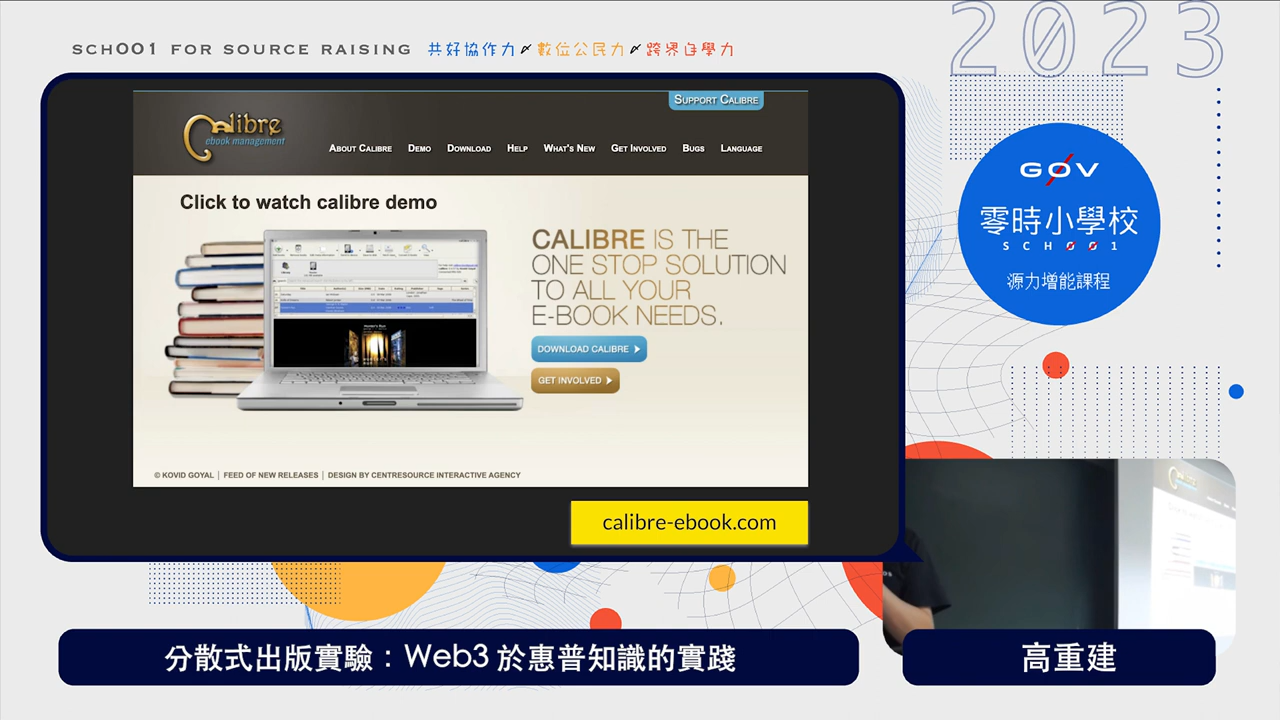 SCH001 FOR SOURCE RAISING 共好協作力 數位公民力 跨界自學力
2023
SUPPORT CALIBRE
Calibre
ebook management
ABOUT CALIBRE DEMO DOWNLOAD HELP WHAT'S NEW GET INVOLVED BUGS LANGUAGE
Click to watch calibre demo
CALIBRE IS THE
ONE STOP SOLUTION
TO ALL YOUR
E-BOOK NEEDS.
DOWNLOAD CALIBRE
GET INVOLVED
© KOVID GOYAL | FEED OF NEW RELEASES | DESIGN BY CENTRESOURCE INTERACTIVE AGENCY
calibre-ebook.com
G0V
零時小學校
SCH001
源力增能課程
分散式出版實驗：Web3 於惠普知識的實踐
高重建